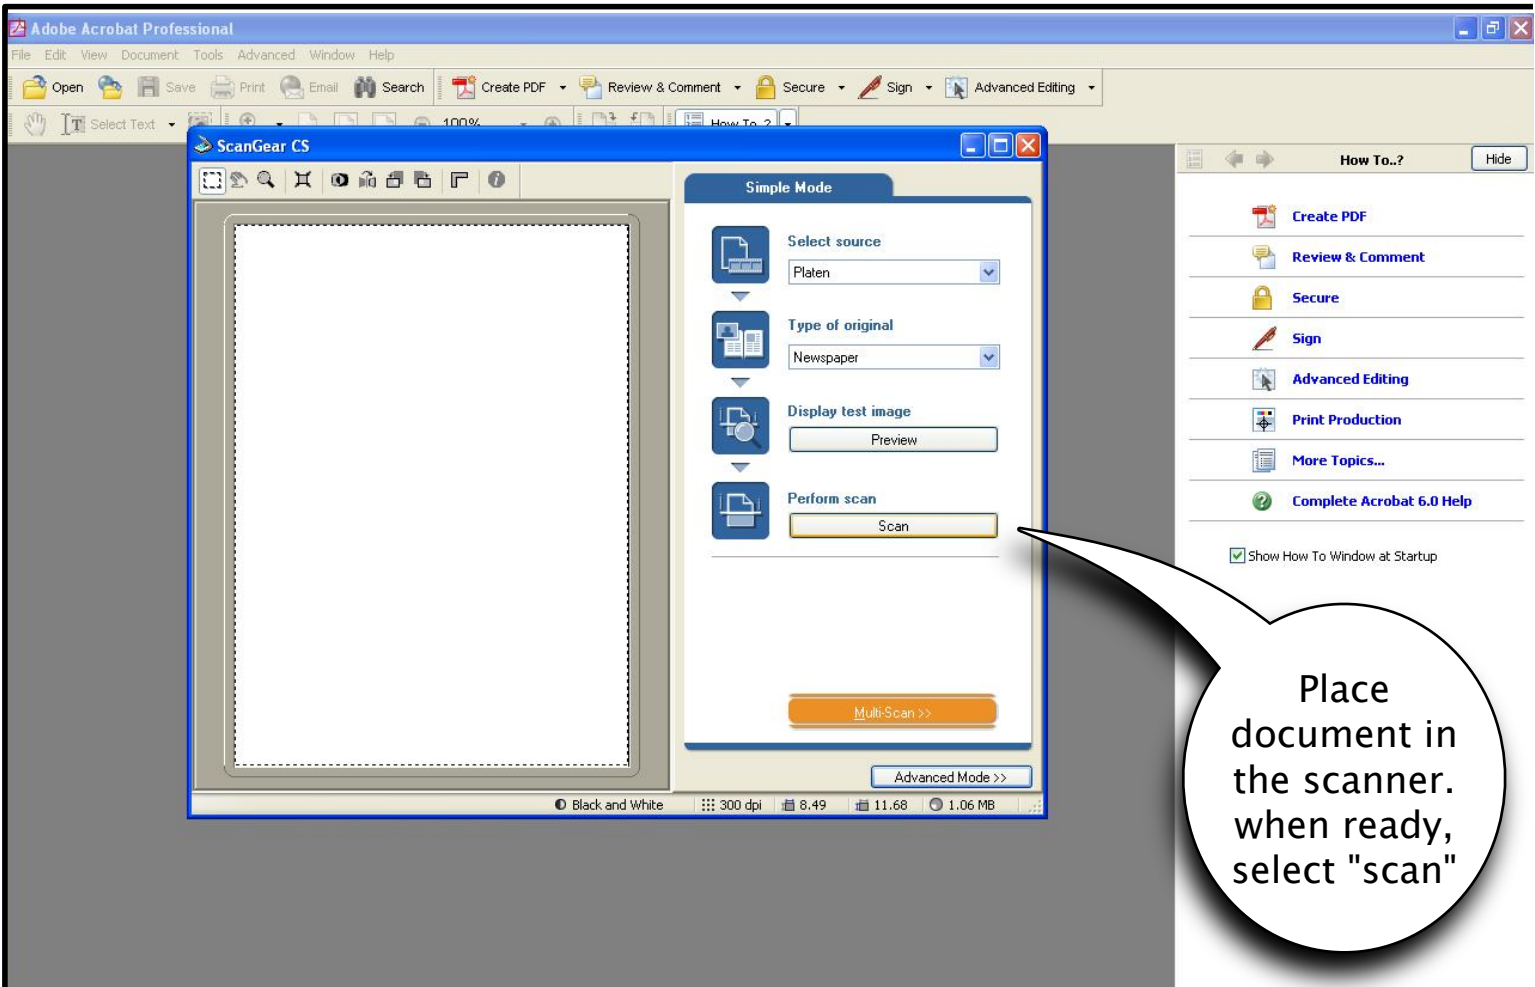 Adobe Acrobat Professional
File Edit View Document Tools Advanced Window Help
Open Save Print Email Search Create PDF Review & Comment Secure Sign Advanced Editing
Select Text 100% How To..?
ScanGear CS
How To..? Hide
Simple Mode
Create PDF
Select source
Platen
Review & Comment
Secure
Type of original
Newspaper
Sign
Advanced Editing
Display test image
Preview
Print Production
More Topics...
Perform scan
Scan
Complete Acrobat 6.0 Help
Show How To Window at Startup
Place
document in
the scanner.
when ready,
select "scan"
Multi-Scan >>
Advanced Mode >>
Black and White 300 dpi 8.49 11.68 1.06 MB